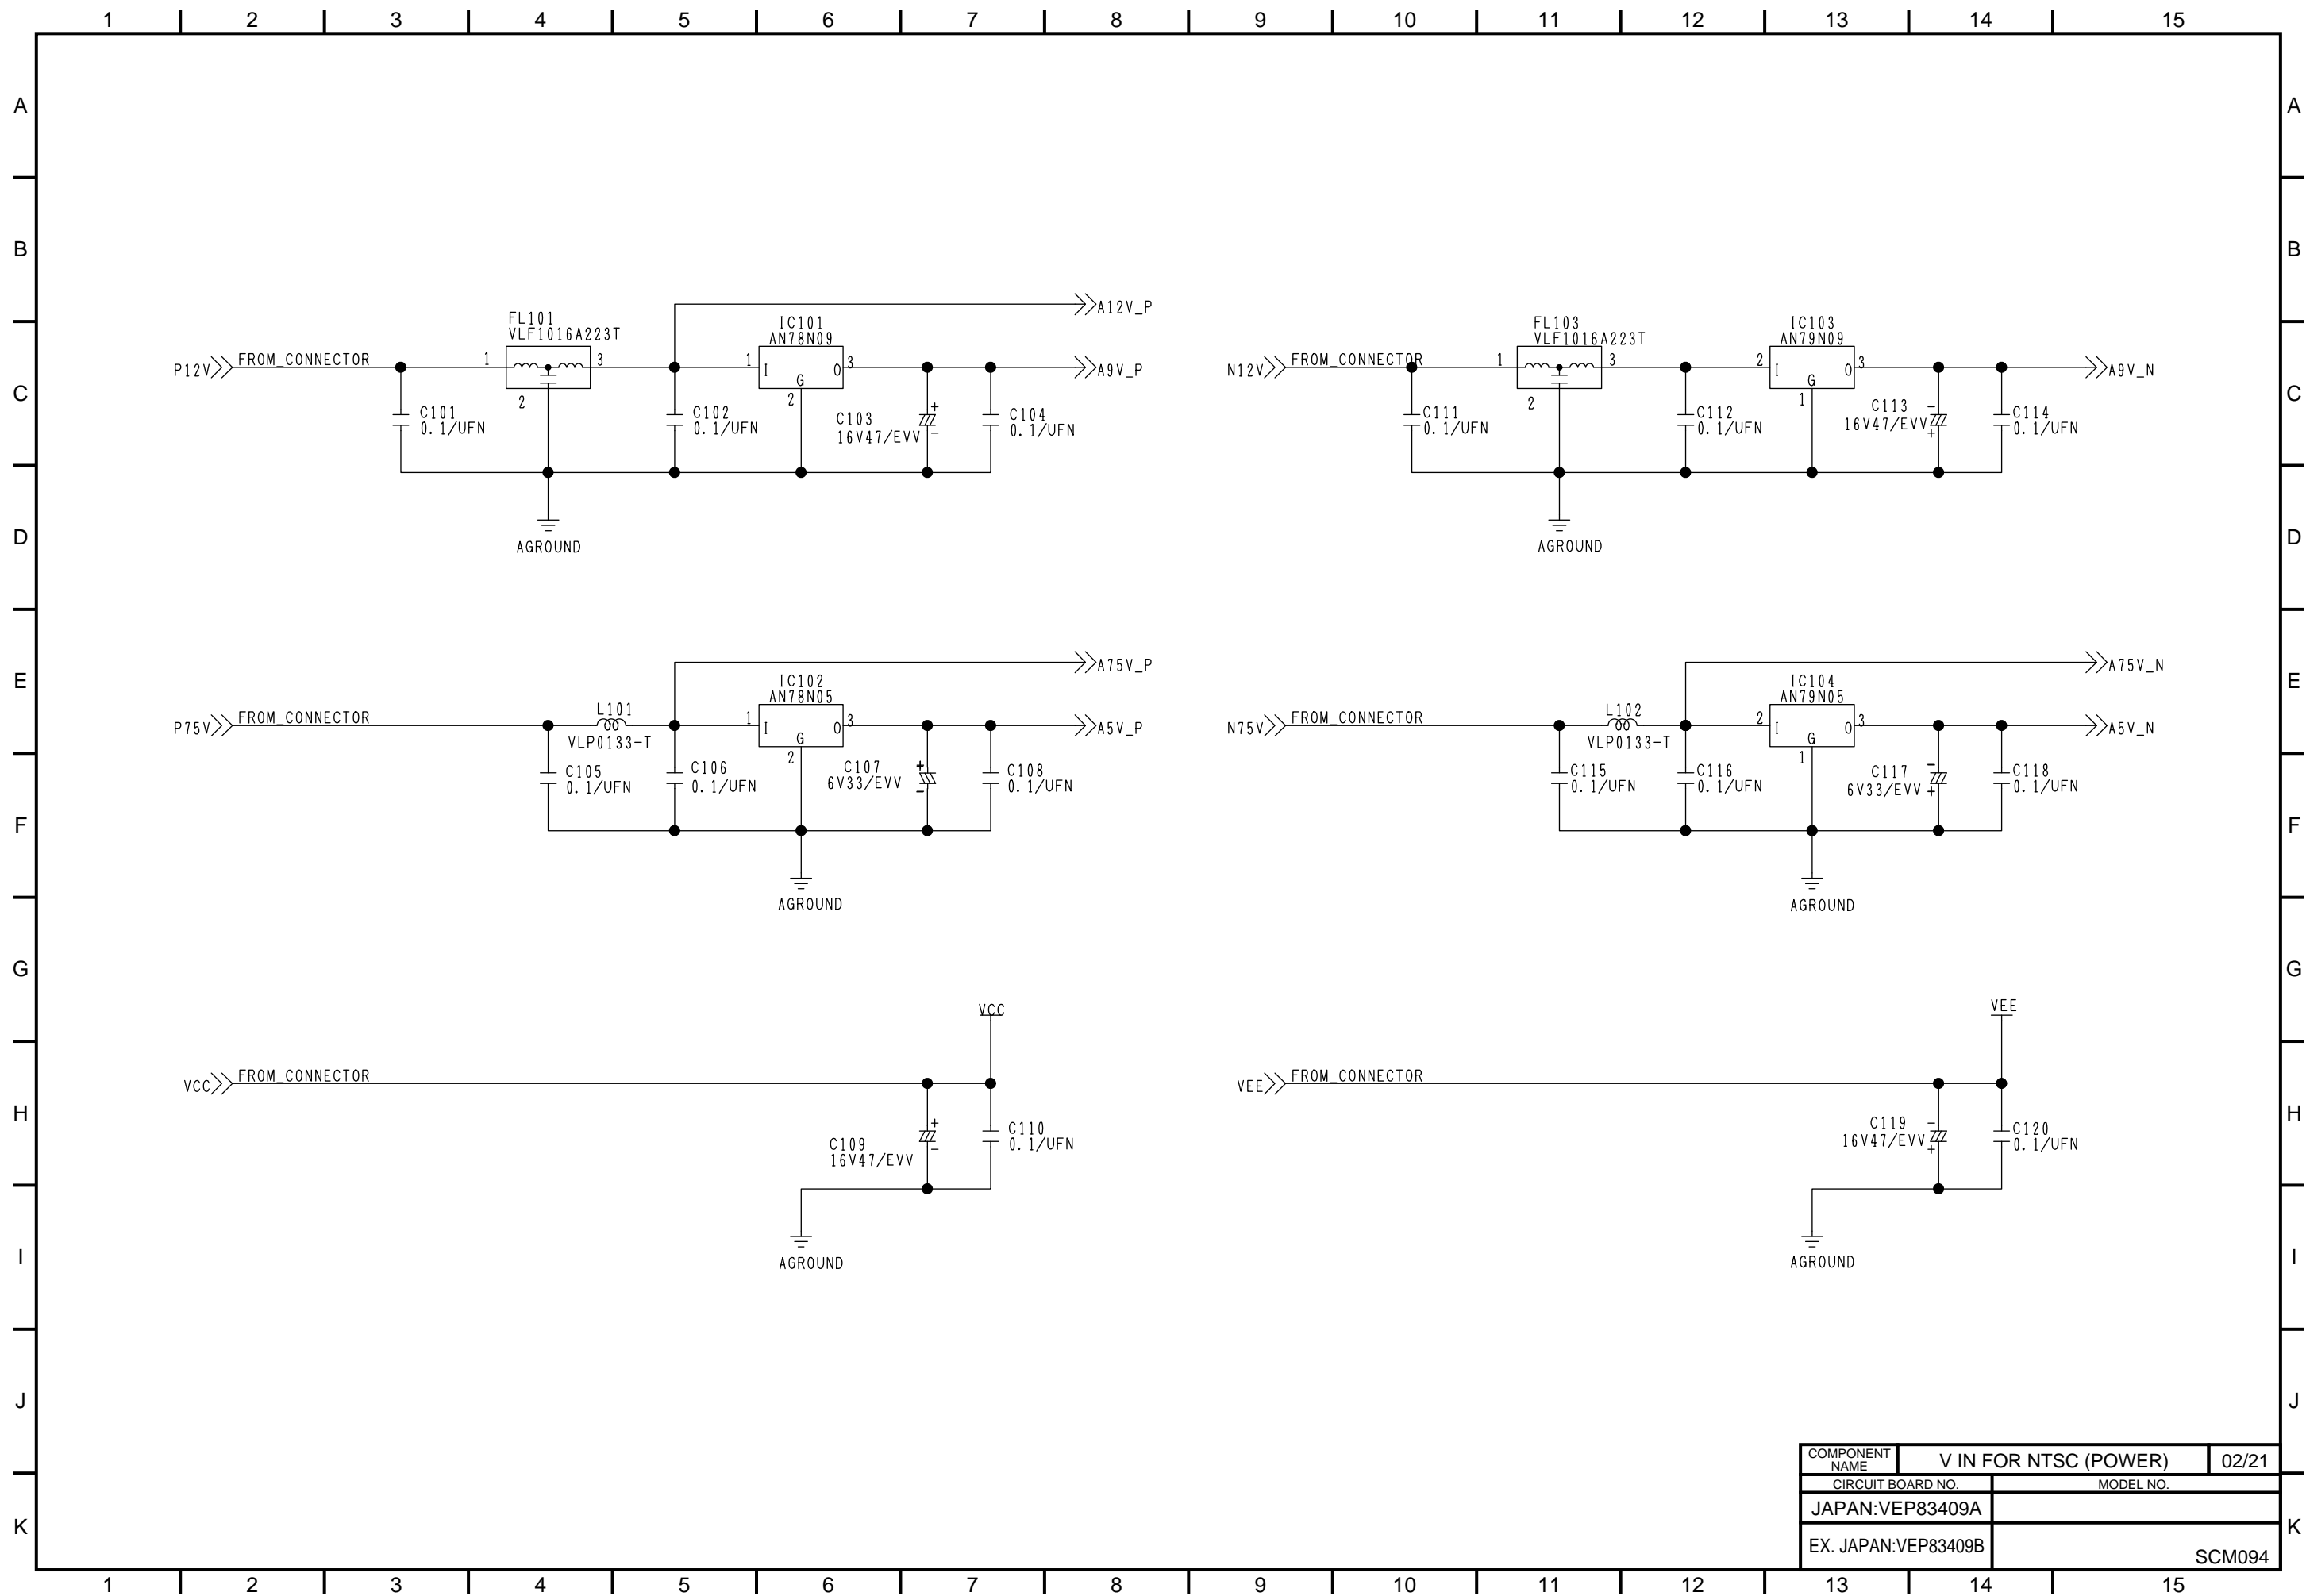 1 2 3 4 5 6 7 8 9 10 11 12 13 14 15
A A
B B
C C
D D
E E
F F
G G
H H
I I
J J
K K
A12V_P
FL101
VLF1016A223T
IC101
AN78N09
P12V FROM_CONNECTOR 1 3 1 I O 3 A9V_P
G
2 2
C101
0.1/UFN
C102
0.1/UFN
C103
16V47/EVV
+
-
C104
0.1/UFN
AGROUND
FL103
VLF1016A223T
IC103
AN79N09
N12V FROM_CONNECTOR 1 3 2 I O 3 A9V_N
G
2 1
C111
0.1/UFN
C112
0.1/UFN
C113
16V47/EVV
-
+
C114
0.1/UFN
AGROUND
A75V_P
IC102
AN78N05
L101
P75V FROM_CONNECTOR 1 I O 3 A5V_P
VLP0133-T
G
2
C105
0.1/UFN
C106
0.1/UFN
C107
6V33/EVV
+
-
C108
0.1/UFN
AGROUND
A75V_N
IC104
AN79N05
L102
N75V FROM_CONNECTOR 2 I O 3 A5V_N
VLP0133-T
G
1
C115
0.1/UFN
C116
0.1/UFN
C117
6V33/EVV
-
+
C118
0.1/UFN
AGROUND
VCC
VCC FROM_CONNECTOR
C109
16V47/EVV
+
-
C110
0.1/UFN
AGROUND
VEE
VEE FROM_CONNECTOR
C119
16V47/EVV
-
+
C120
0.1/UFN
AGROUND
COMPONENT
NAME
V IN FOR NTSC (POWER) 02/21
CIRCUIT BOARD NO. MODEL NO.
JAPAN:VEP83409A
EX. JAPAN:VEP83409B
SCM094
1 2 3 4 5 6 7 8 9 10 11 12 13 14 15